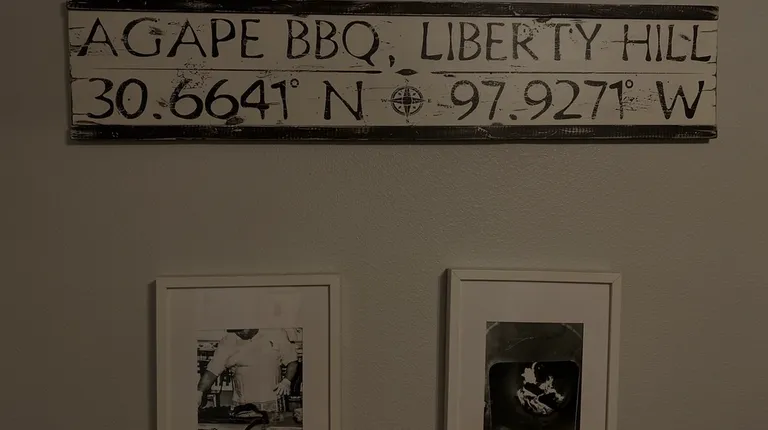 AGAPE BBQ, LIBERTY HILL
30.6641° N 97.9271° W